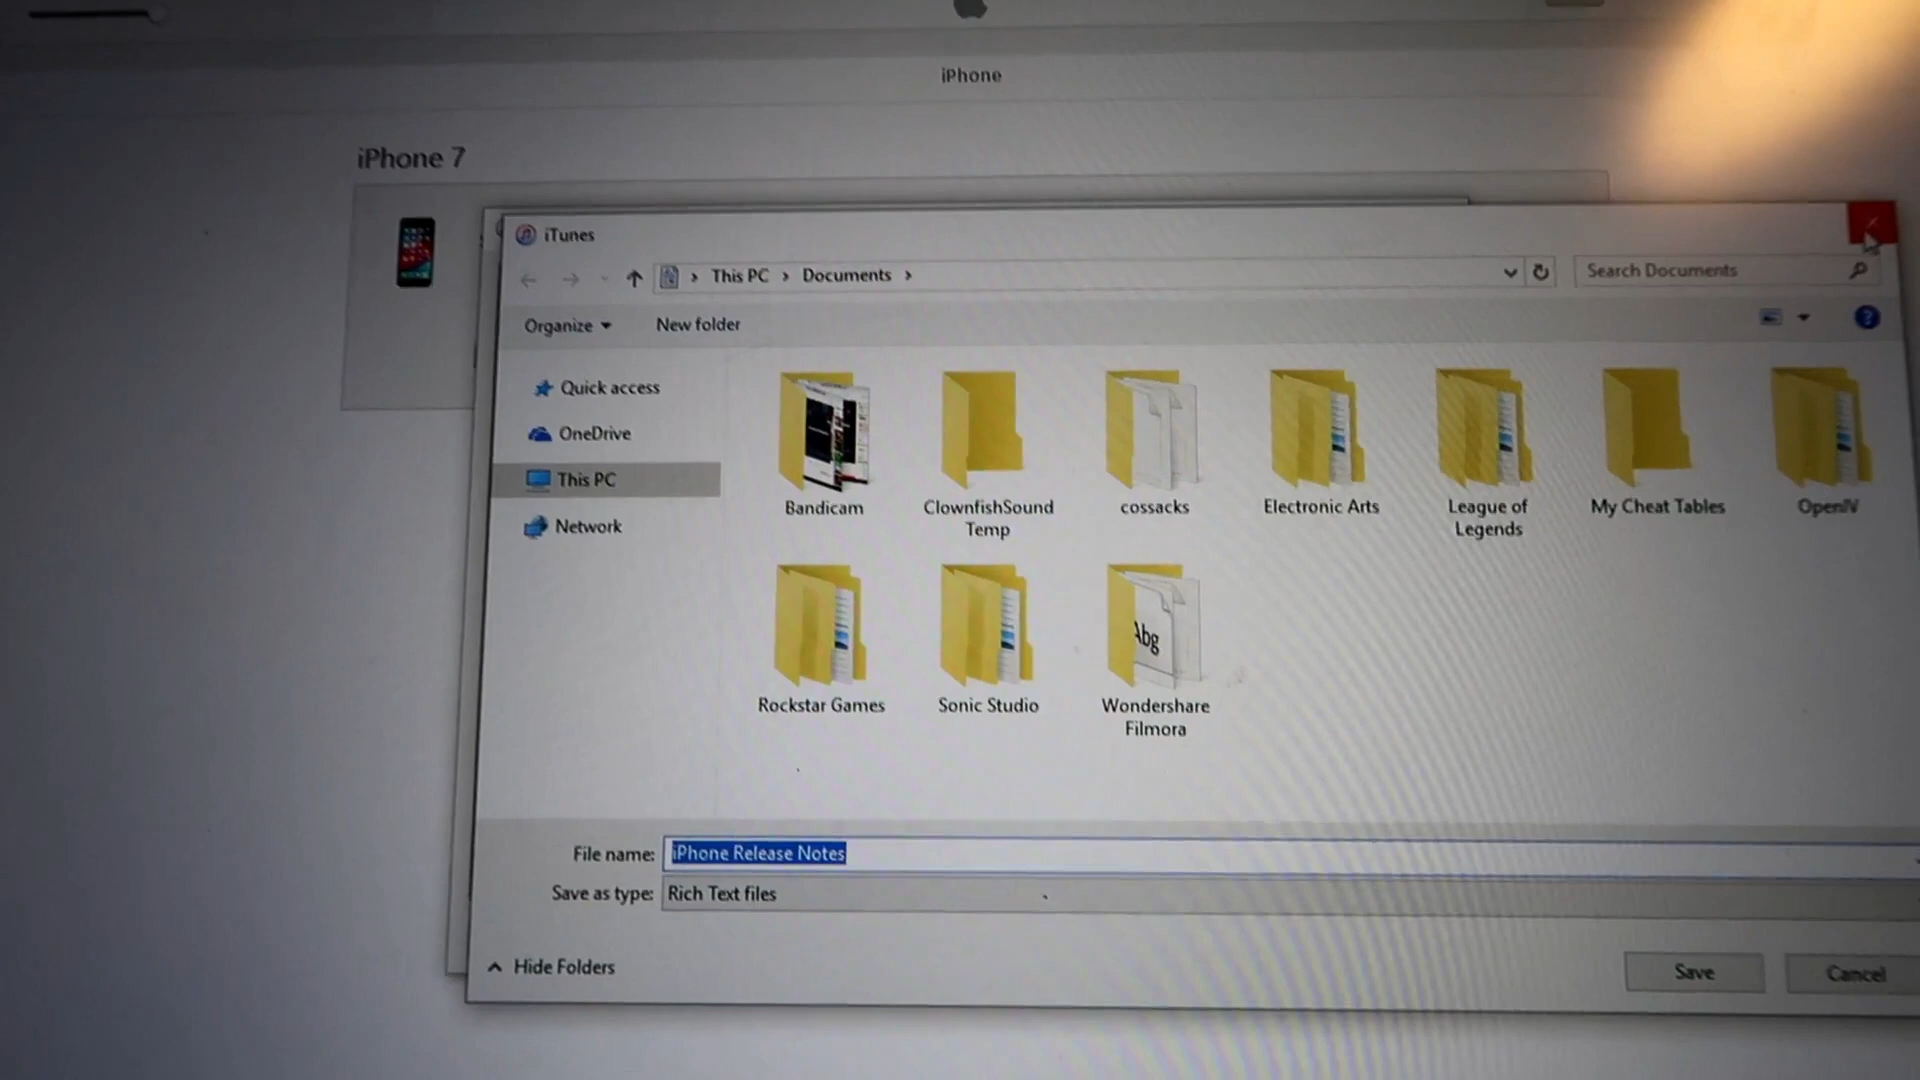 iPhone
iPhone 7
iTunes
This PC
Documents
Search Documents
Organize
New folder
Quick access
OneDrive
This PC
Network
Bandicam
ClownfishSound
Temp
cossacks
Electronic Arts
League of
Legends
My Cheat Tables
OpenIV
Rockstar Games
Sonic Studio
Abg
Wondershare
Filmora
File name: iPhone Release Notes
Save as type: Rich Text files
Hide Folders
Save
Cancel